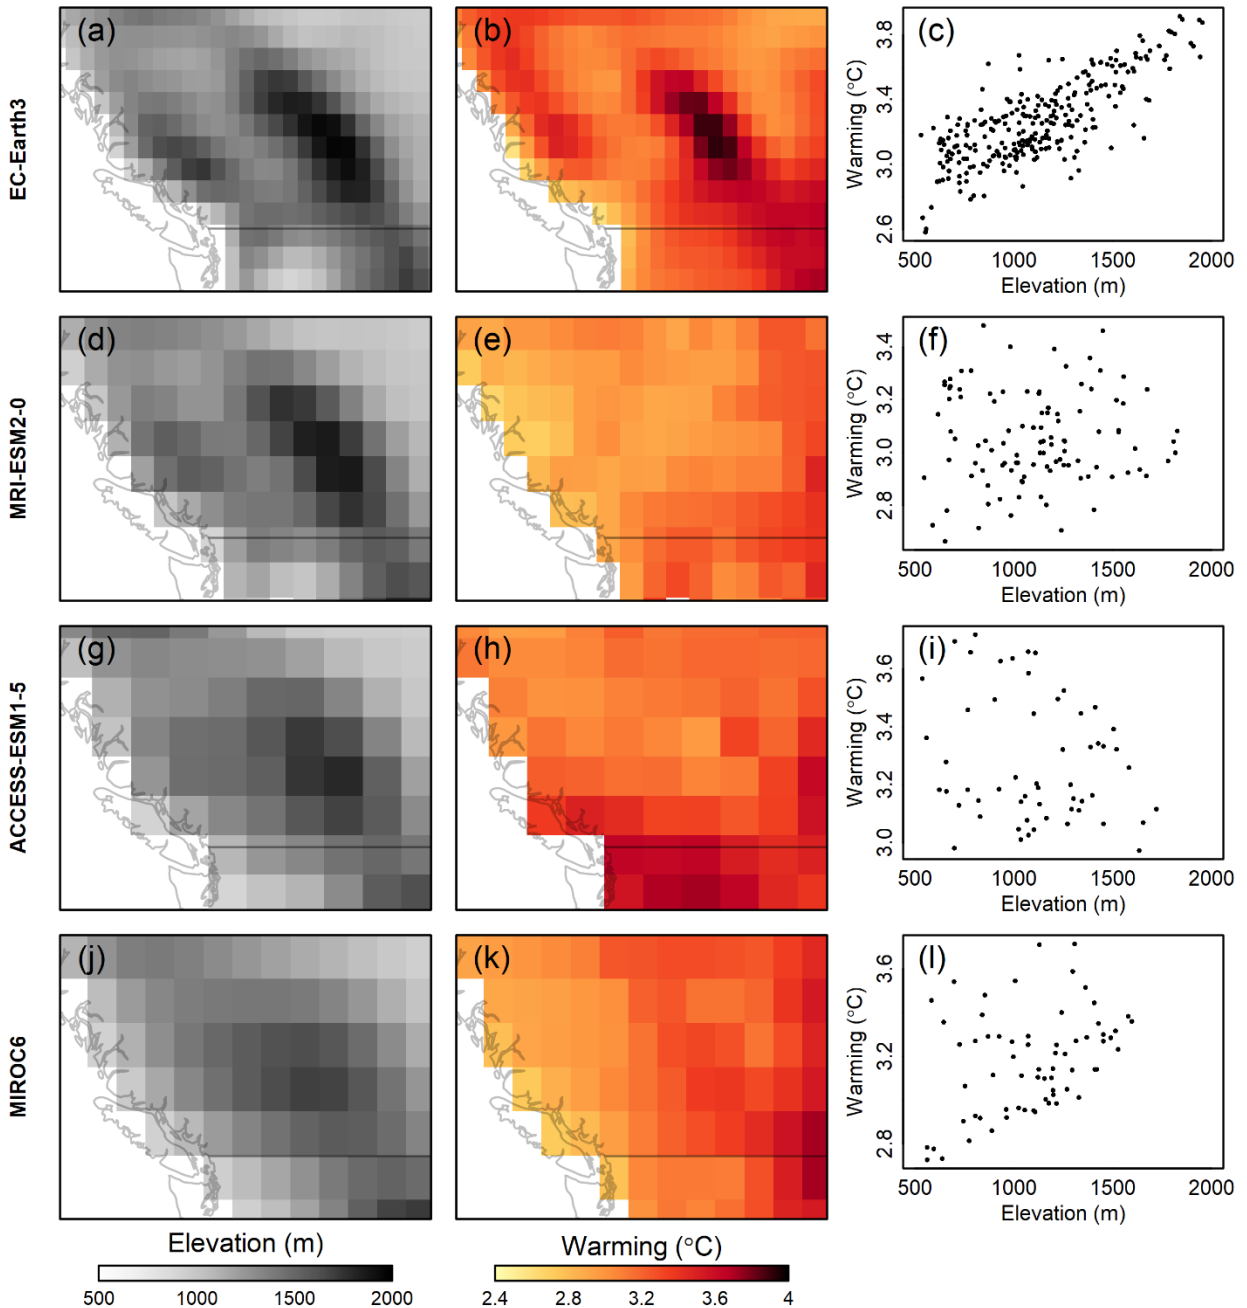 EC-Earth3
(a)
(b)
(c)
Warming (°C)
2.6 3.0 3.4 3.8
500 1000 1500 2000
Elevation (m)
MRI-ESM2-0
(d)
(e)
(f)
Warming (°C)
2.8 3.0 3.2 3.4
500 1000 1500 2000
Elevation (m)
ACCESS-ESM1-5
(g)
(h)
(i)
Warming (°C)
3.0 3.2 3.4 3.6
500 1000 1500 2000
Elevation (m)
MIROC6
(j)
(k)
(l)
Warming (°C)
2.8 3.2 3.6
500 1000 1500 2000
Elevation (m)
Elevation (m)
500 1000 1500 2000
Warming (°C)
2.4 2.8 3.2 3.6 4